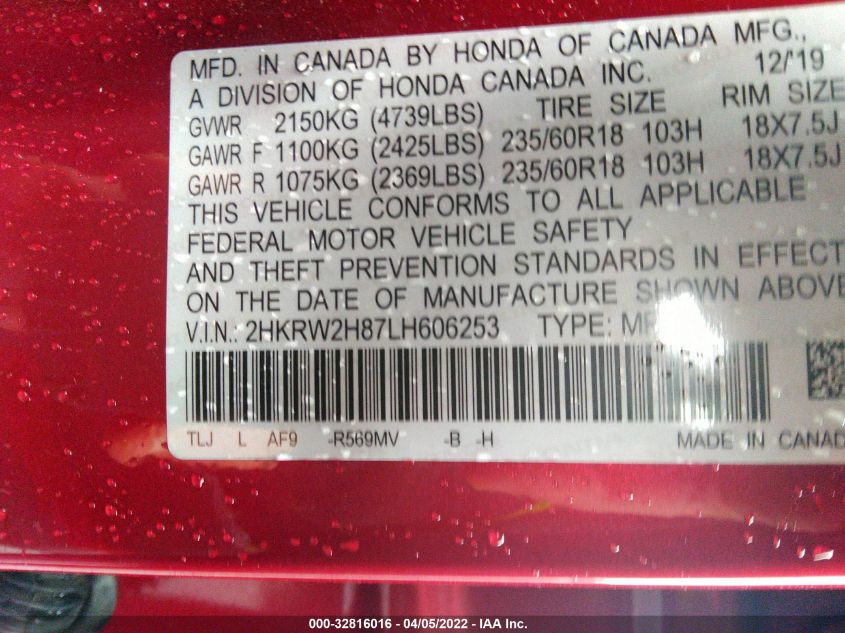 MFD. IN CANADA BY HONDA OF CANADA MFG.,
A DIVISION OF HONDA CANADA INC. 12/'19
GVWR 2150KG (4739LBS) TIRE SIZE RIM SIZE
GAWR F 1100KG (2425LBS) 235/60R18 103H 18X7.5J
GAWR R 1075KG (2369LBS) 235/60R18 103H 18X7.5J
THIS VEHICLE CONFORMS TO ALL APPLICABLE
FEDERAL MOTOR VEHICLE SAFETY
AND THEFT PREVENTION STANDARDS IN EFFECT
ON THE DATE OF MANUFACTURE SHOWN ABOVE
V.I.N.: 2HKRW2H87LH606253 TYPE:
TLJ L AF9 -R569MV -B -H MADE IN CANAD
000-32816016 - 04/05/2022 - IAA Inc.